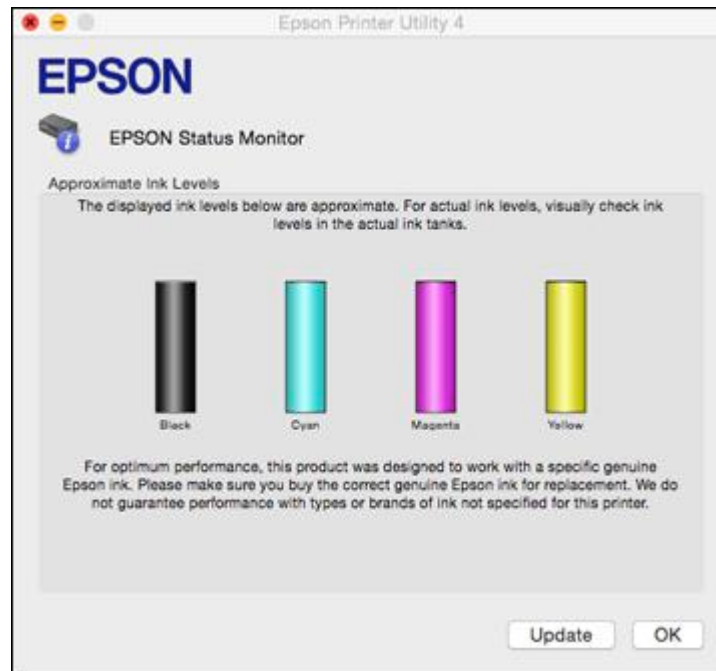 Epson Printer Utility 4
EPSON
EPSON Status Monitor
Approximate Ink Levels
The displayed ink levels below are approximate. For actual ink levels, visually check ink
levels in the actual ink tanks.
Black Cyan Magenta Yellow
For optimum performance, this product was designed to work with a specific genuine
Epson ink. Please make sure you buy the correct genuine Epson ink for replacement. We do
not guarantee performance with types or brands of ink not specified for this printer.
Update OK